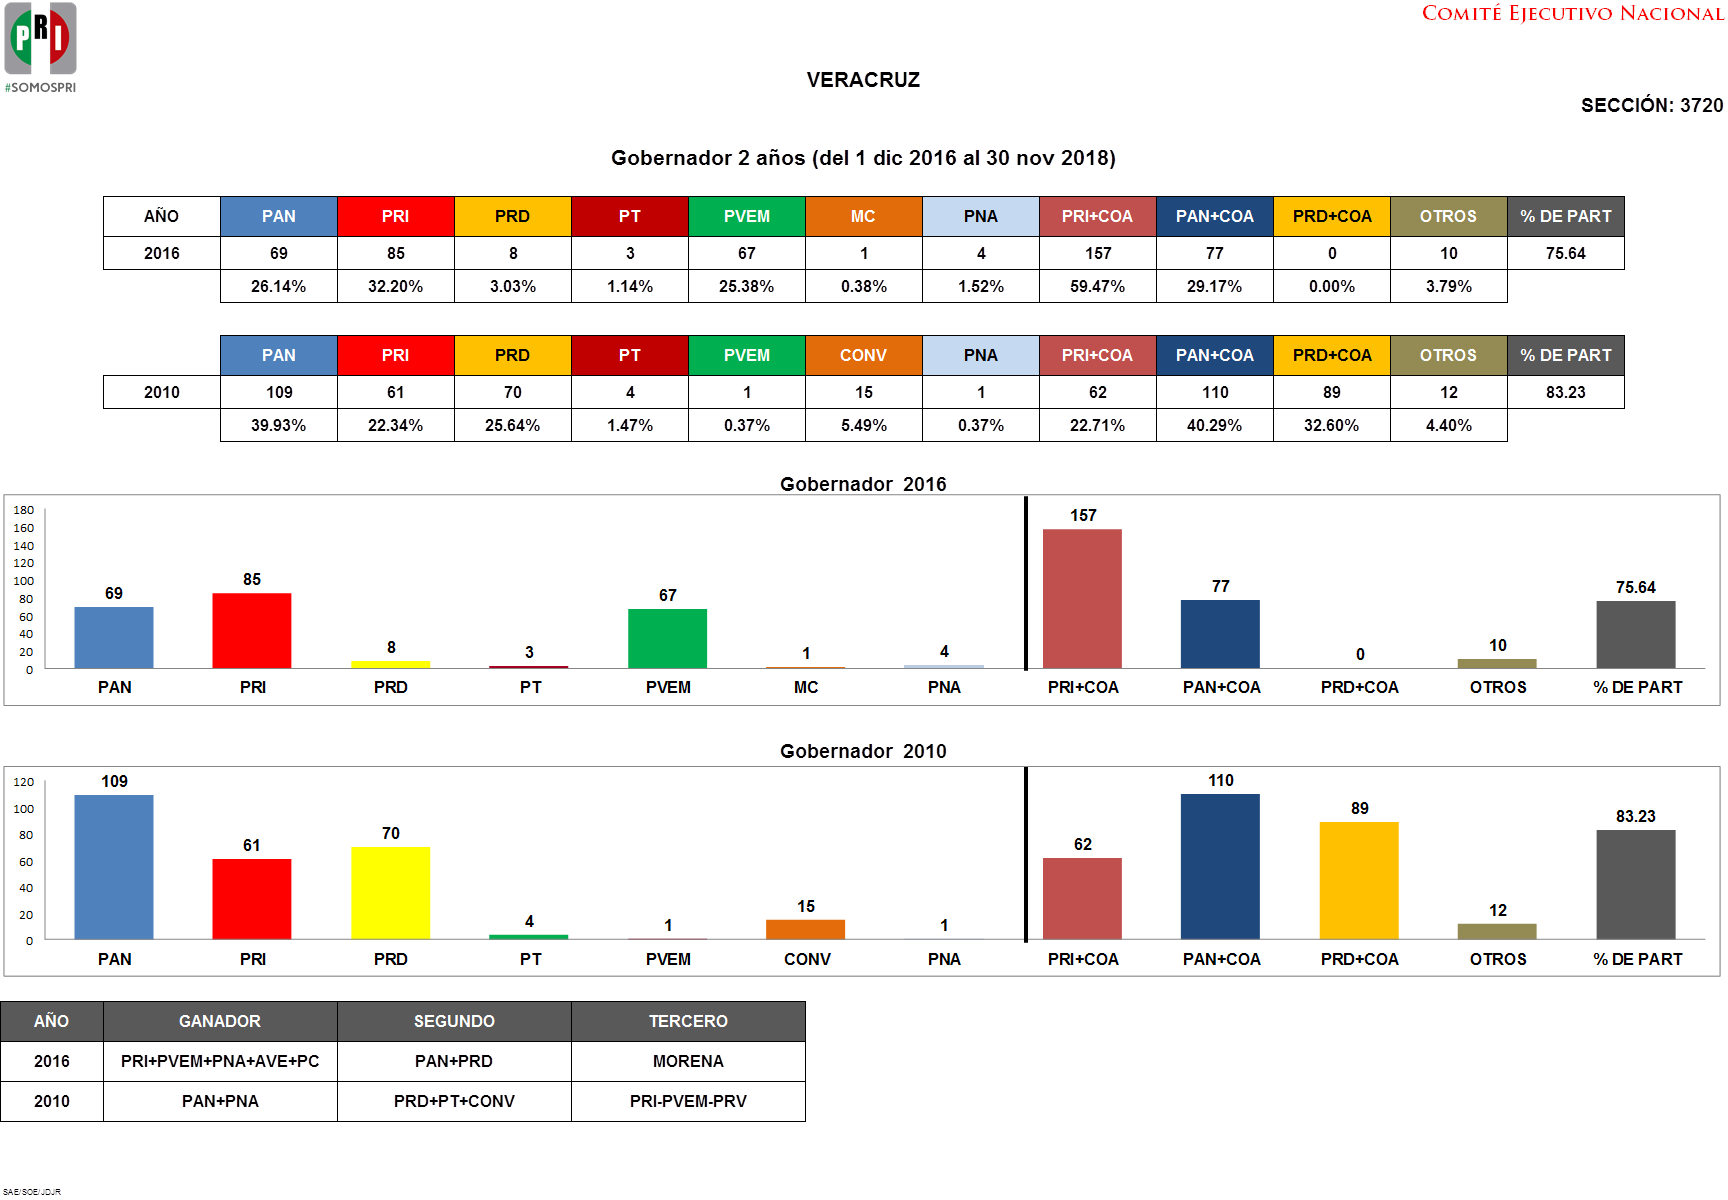 COMITÉ EJECUTIVO NACIONAL
PRI
#SOMOSPRI
VERACRUZ
SECCIÓN: 3720
Gobernador 2 años (del 1 dic 2016 al 30 nov 2018)
AÑO PAN PRI PRD PT PVEM MC PNA PRI+COA PAN+COA PRD+COA OTROS % DE PART
2016 69 85 8 3 67 1 4 157 77 0 10 75.64
26.14% 32.20% 3.03% 1.14% 25.38% 0.38% 1.52% 59.47% 29.17% 0.00% 3.79%
PAN PRI PRD PT PVEM CONV PNA PRI+COA PAN+COA PRD+COA OTROS % DE PART
2010 109 61 70 4 1 15 1 62 110 89 12 83.23
39.93% 22.34% 25.64% 1.47% 0.37% 5.49% 0.37% 22.71% 40.29% 32.60% 4.40%
Gobernador 2016
180
160
140
120
100
80
60
40
20
0
69 85 8 3 67 1 4 157 77 0 10 75.64
PAN PRI PRD PT PVEM MC PNA PRI+COA PAN+COA PRD+COA OTROS % DE PART
Gobernador 2010
120
100
80
60
40
20
0
109 61 70 4 1 15 1 62 110 89 12 83.23
PAN PRI PRD PT PVEM CONV PNA PRI+COA PAN+COA PRD+COA OTROS % DE PART
AÑO GANADOR SEGUNDO TERCERO
2016 PRI+PVEM+PNA+AVE+PC PAN+PRD MORENA
2010 PAN+PNA PRD+PT+CONV PRI-PVEM-PRV
SAE/SOE/JDJR